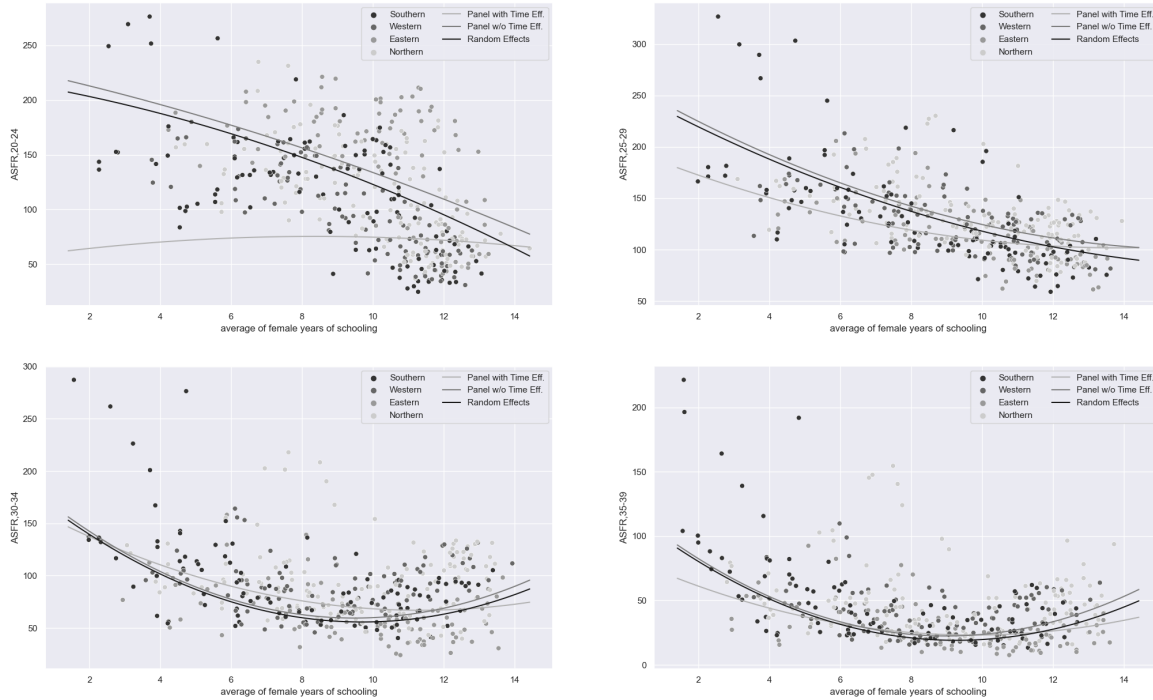 Southern Panel with Time Eff.
Western Panel w/o Time Eff.
Eastern Random Effects
Northern
250
200
150
100
50
ASFR,20-24
2 4 6 8 10 12 14
average of female years of schooling
Southern Panel with Time Eff.
Western Panel w/o Time Eff.
Eastern Random Effects
Northern
300
250
200
150
100
50
ASFR,25-29
2 4 6 8 10 12 14
average of female years of schooling
Southern Panel with Time Eff.
Western Panel w/o Time Eff.
Eastern Random Effects
Northern
300
250
200
150
100
50
ASFR,30-34
2 4 6 8 10 12 14
average of female years of schooling
Southern Panel with Time Eff.
Western Panel w/o Time Eff.
Eastern Random Effects
Northern
200
150
100
50
0
ASFR,35-39
2 4 6 8 10 12 14
average of female years of schooling